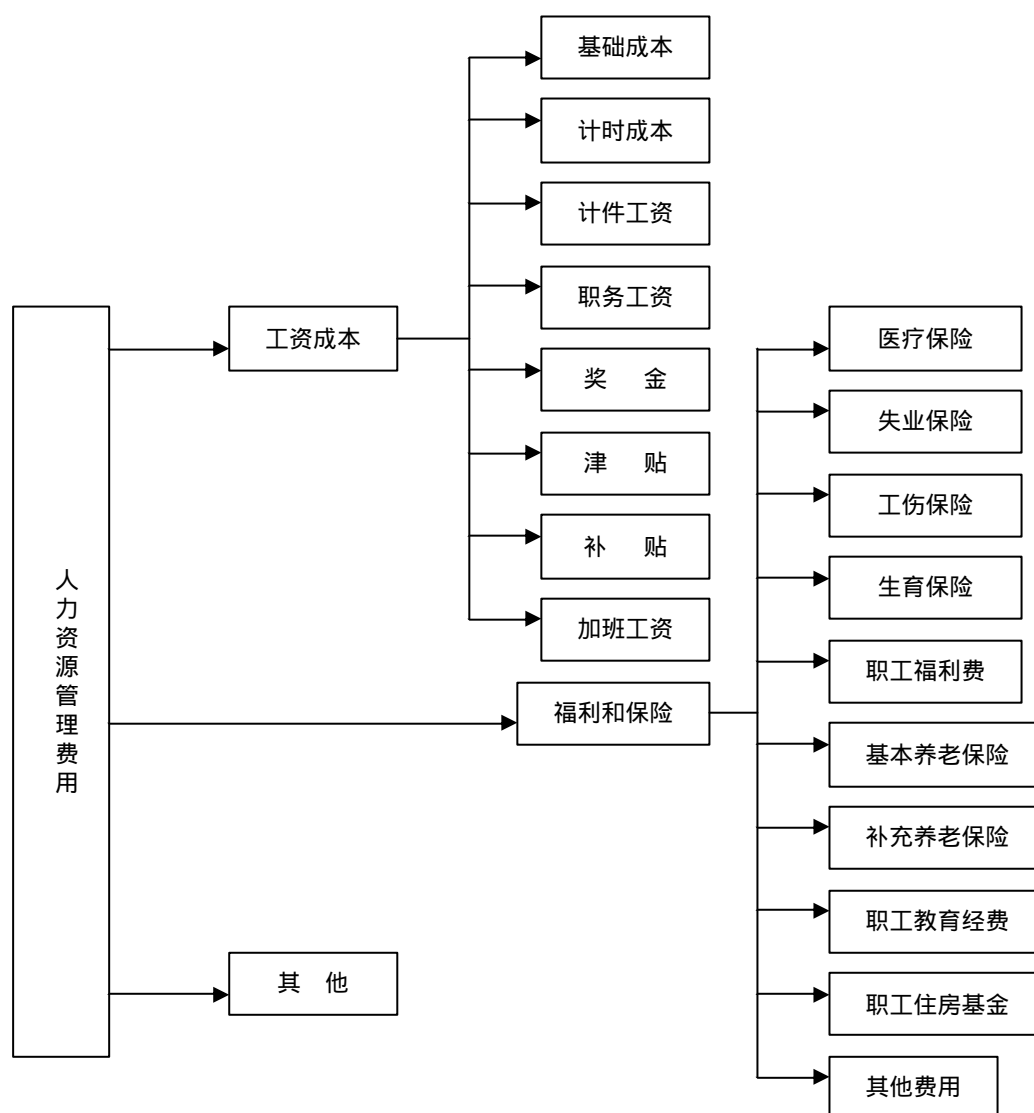 人力资源管理费用
工资成本
基础成本
计时成本
计件工资
职务工资
奖 金
津 贴
补 贴
加班工资
福利和保险
医疗保险
失业保险
工伤保险
生育保险
职工福利费
基本养老保险
补充养老保险
职工教育经费
职工住房基金
其他费用
其 他